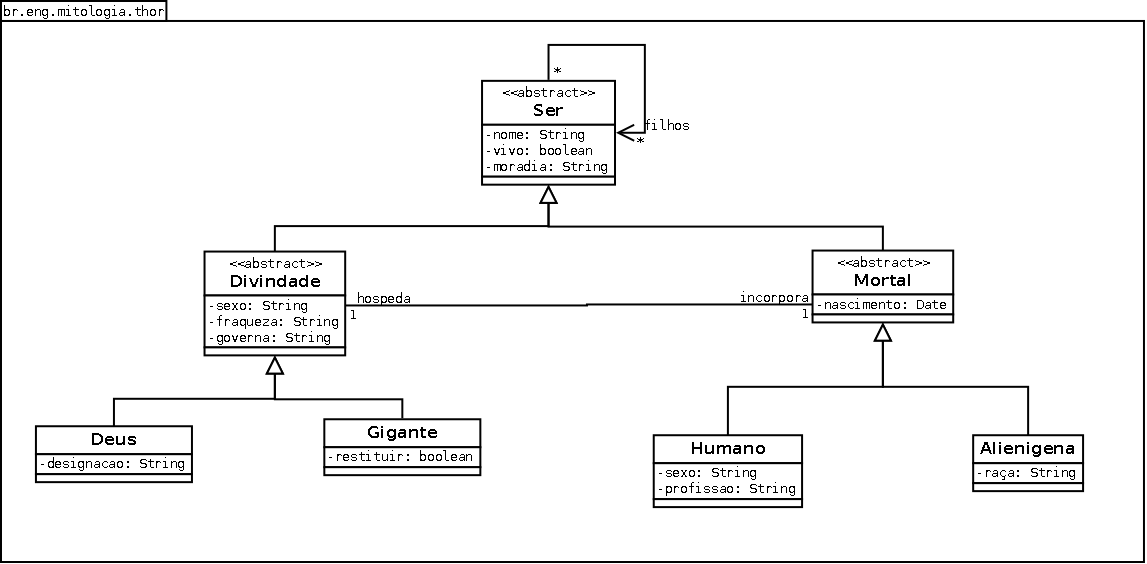 br.eng.mitologia.thor
*
<<abstract>>
Ser
-nome: String
-vivo: boolean
-moradia: String
filhos
*
<<abstract>>
Divindade
-sexo: String
-fraqueza: String
-governa: String
hospeda
1
incorpora
1
<<abstract>>
Mortal
-nascimento: Date
Deus
-designacao: String
Gigante
-restituir: boolean
Humano
-sexo: String
-profissao: String
Alienigena
-raça: String